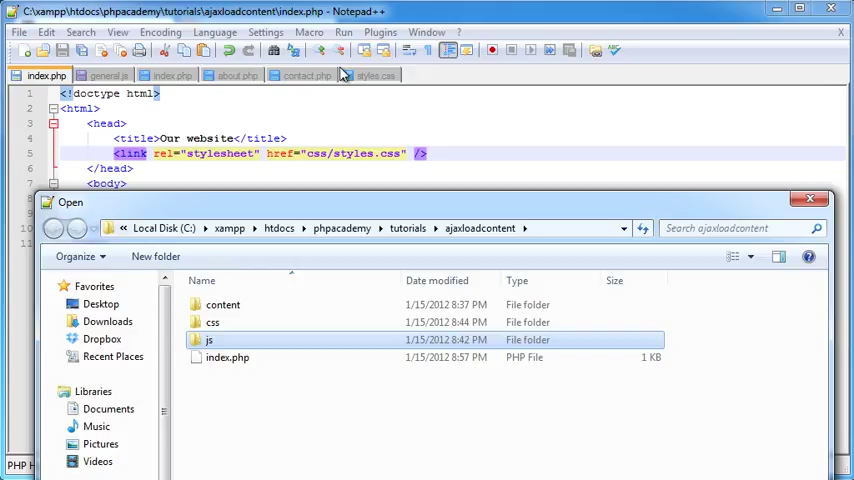 C:\xampp\htdocs\phpacademy\tutorials\ajaxloadcontent\index.php - Notepad++
File Edit Search View Encoding Language Settings Macro Run Plugins Window ? X
index.php general.js index.php about.php contact.php styles.css
1 <!doctype html>
2 <html>
3 <head>
4 <title>Our website</title>
5 <link rel="stylesheet" href="css/styles.css" />
6 </head>
7 <body>
8
Open
10 « Local Disk (C:) xampp htdocs phpacademy tutorials ajaxloadcontent Search ajaxloadcontent
11
Organize New folder
Name Date modified Type Size
Favorites
Desktop
Downloads
Dropbox
Recent Places
Libraries
Documents
Music
Pictures
Videos
content 1/15/2012 8:37 PM File folder
css 1/15/2012 8:44 PM File folder
js 1/15/2012 8:42 PM File folder
index.php 1/15/2012 8:57 PM PHP File 1 KB
PHP H